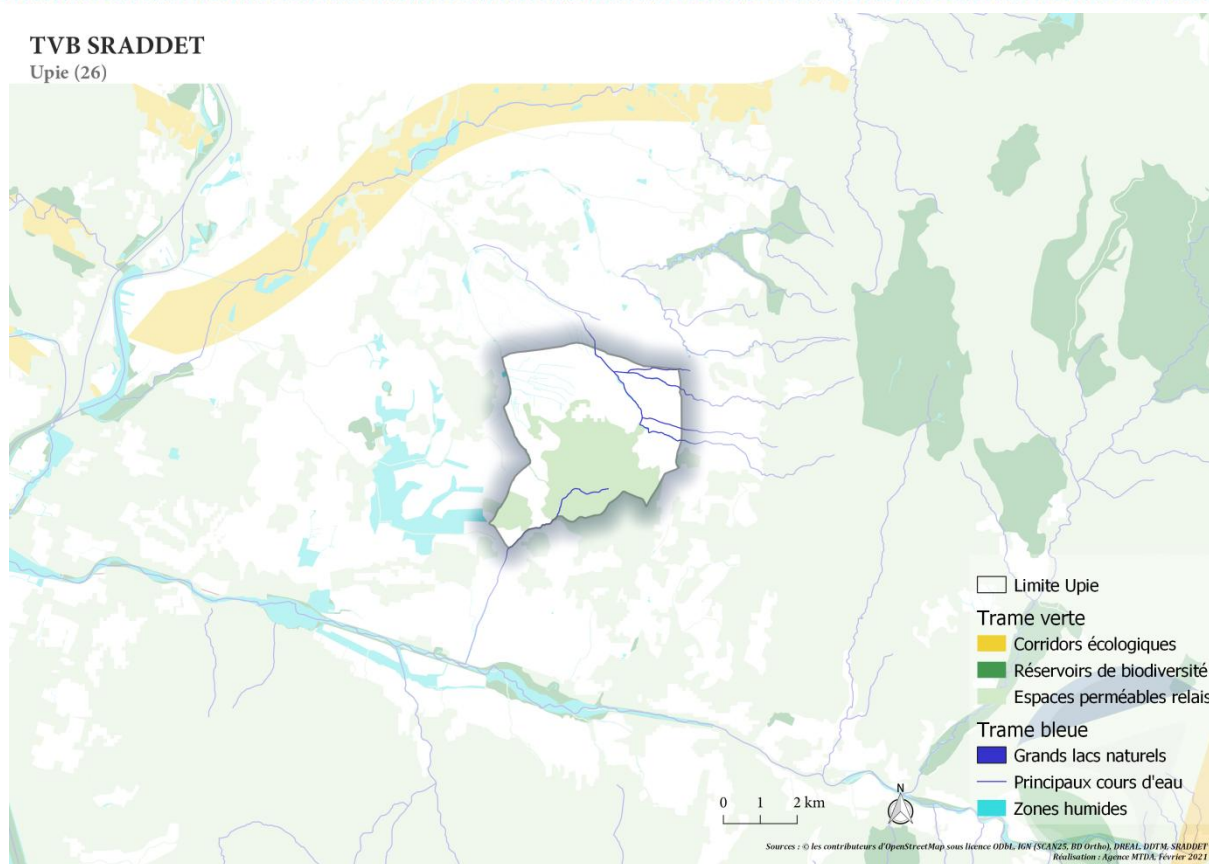 TVB SRADDET
Upie (26)
Limite Upie
Trame verte
Corridors écologiques
Réservoirs de biodiversité
Espaces perméables relais
Trame bleue
Grands lacs naturels
Principaux cours d'eau
Zones humides
0 1 2 km
N
Sources : © les contributeurs d'OpenStreetMap sous licence ODbL, IGN (SCAN25, BD Ortho), DREAL, DDTM, SRADDET
Réalisation : Agence MTDA, Février 2021